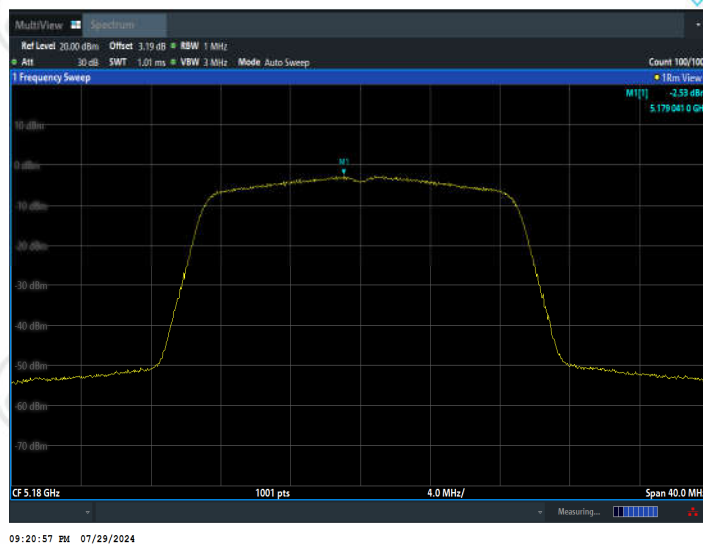 MultiView Spectrum
Ref Level 20.00 dBm Offset 3.19 dB RBW 1 MHz
Att 30 dB SWT 1.01 ms VBW 3 MHz Mode Auto Sweep Count 100/100
1 Frequency Sweep 1Rm View
M1[1] -2.53 dBm
5.179 041 0 GH
M1
10 dBm
0 dBm
-10 dBm
-20 dBm
-30 dBm
-40 dBm
-50 dBm
-60 dBm
-70 dBm
CF 5.18 GHz 1001 pts 4.0 MHz/ Span 40.0 MH
Measuring...
09:20:57 PM 07/29/2024